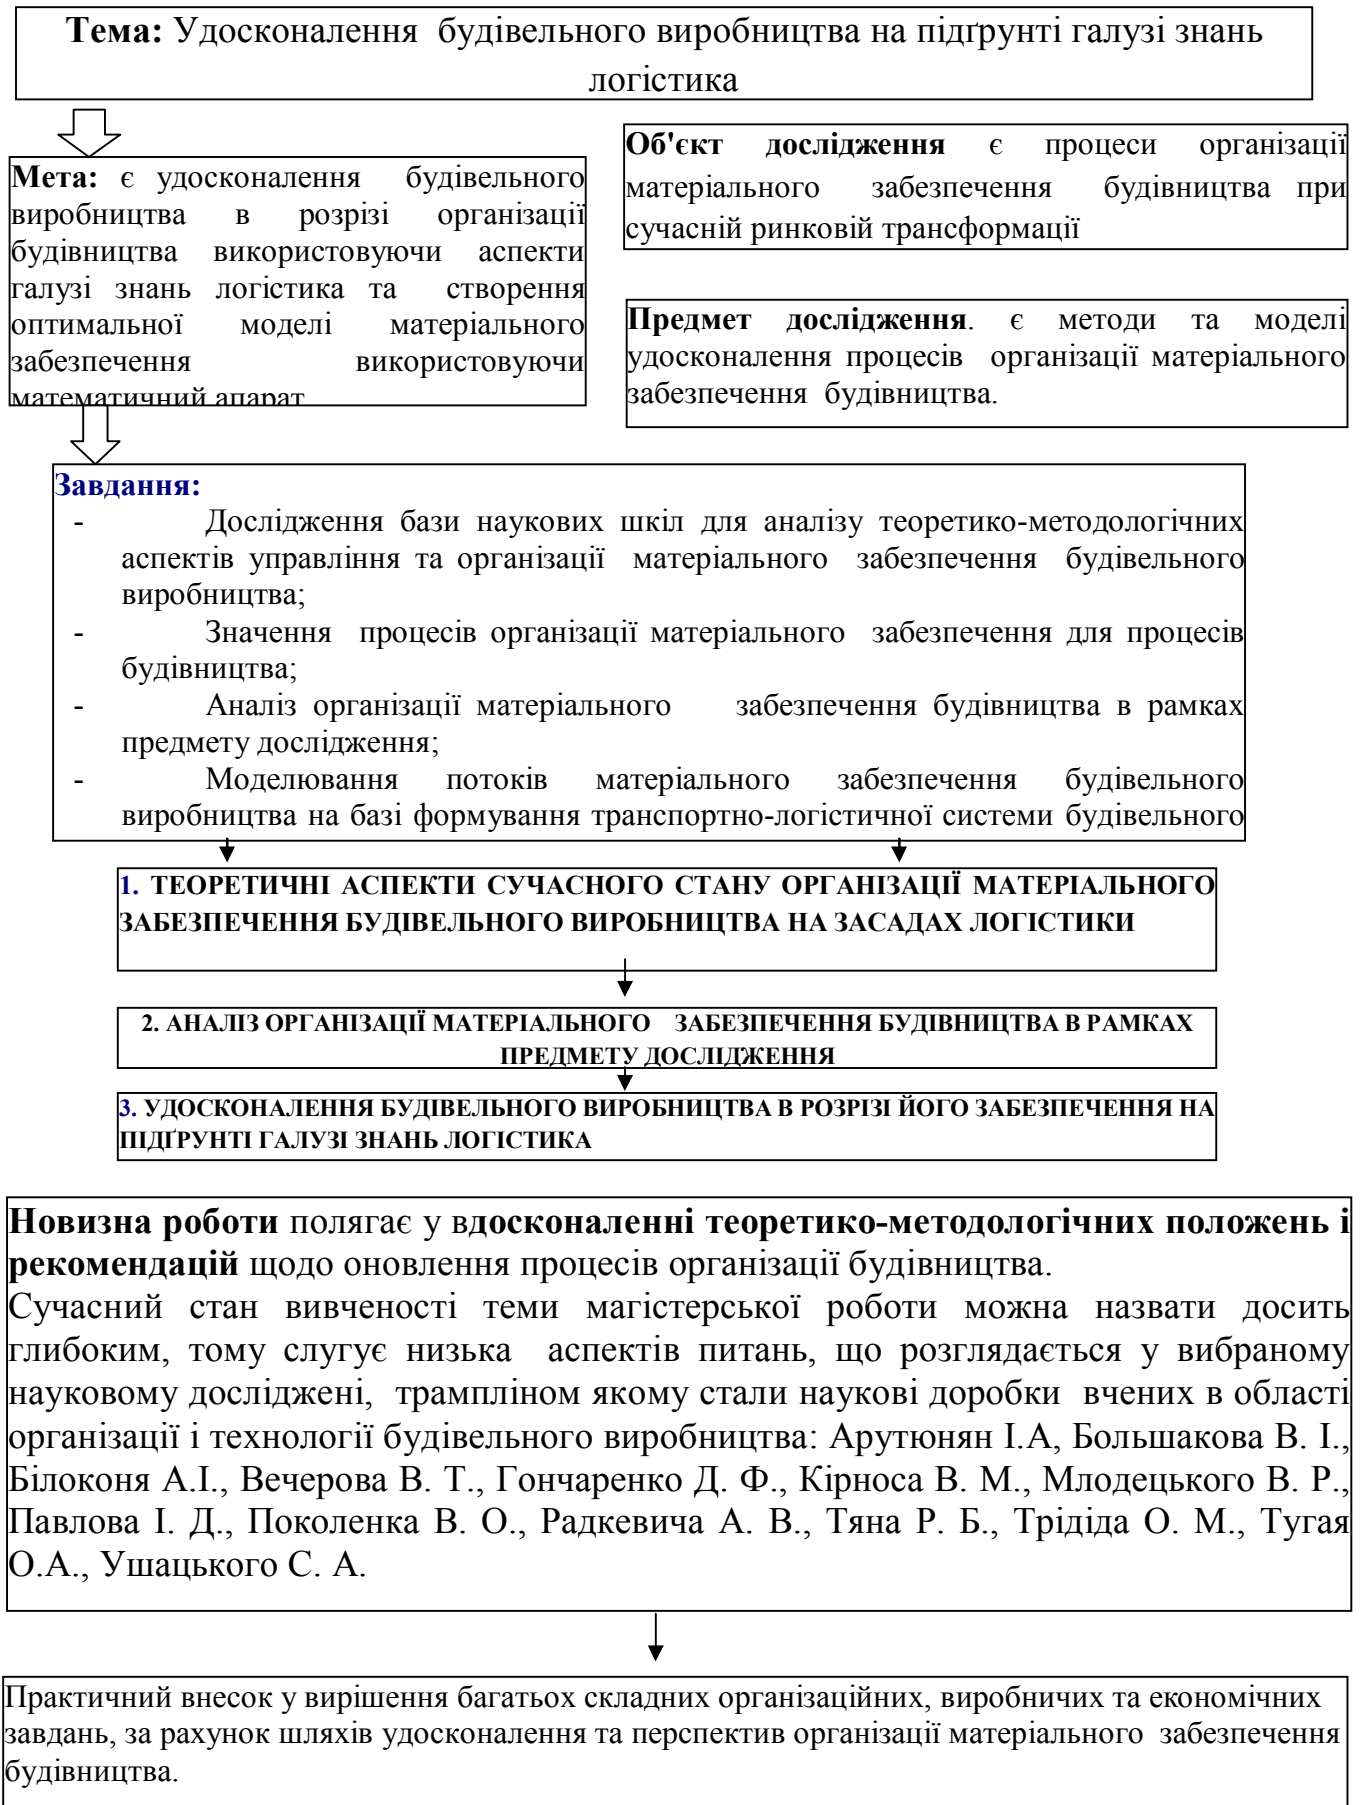 Тема: Удосконалення будівельного виробництва на підґрунті галузі знань
логістика
Мета: є удосконалення будівельного
виробництва в розрізі організації
будівництва використовуючи аспекти
галузі знань логістика та створення
оптимальної моделі матеріального
забезпечення використовуючи
математичний апарат
Об'єкт дослідження є процеси організації
матеріального забезпечення будівництва при
сучасній ринковій трансформації
Предмет дослідження. є методи та моделі
удосконалення процесів організації матеріального
забезпечення будівництва.
Завдання:
- Дослідження бази наукових шкіл для аналізу теоретико-методологічних
аспектів управління та організації матеріального забезпечення будівельного
виробництва;
- Значення процесів організації матеріального забезпечення для процесів
будівництва;
- Аналіз організації матеріального забезпечення будівництва в рамках
предмету дослідження;
- Моделювання потоків матеріального забезпечення будівельного
виробництва на базі формування транспортно-логістичної системи будівельного
1. ТЕОРЕТИЧНІ АСПЕКТИ СУЧАСНОГО СТАНУ ОРГАНІЗАЦІЇ МАТЕРІАЛЬНОГО
ЗАБЕЗПЕЧЕННЯ БУДІВЕЛЬНОГО ВИРОБНИЦТВА НА ЗАСАДАХ ЛОГІСТИКИ
2. АНАЛІЗ ОРГАНІЗАЦІЇ МАТЕРІАЛЬНОГО ЗАБЕЗПЕЧЕННЯ БУДІВНИЦТВА В РАМКАХ
ПРЕДМЕТУ ДОСЛІДЖЕННЯ
3. УДОСКОНАЛЕННЯ БУДІВЕЛЬНОГО ВИРОБНИЦТВА В РОЗРІЗІ ЙОГО ЗАБЕЗПЕЧЕННЯ НА
ПІДҐРУНТІ ГАЛУЗІ ЗНАНЬ ЛОГІСТИКА
Новизна роботи полягає у вдосконаленні теоретико-методологічних положень і
рекомендацій щодо оновлення процесів організації будівництва.
Сучасний стан вивченості теми магістерської роботи можна назвати досить
глибоким, тому слугує низька аспектів питань, що розглядається у вибраному
науковому досліджені, трампліном якому стали наукові доробки вчених в області
організації і технології будівельного виробництва: Арутюнян І.А, Большакова В. І.,
Білоконя А.І., Вечерова В. Т., Гончаренко Д. Ф., Кірноса В. М., Млодецького В. Р.,
Павлова І. Д., Поколенка В. О., Радкевича А. В., Тяна Р. Б., Трідіда О. М., Тугая
О.А., Ушацького С. А.
Практичний внесок у вирішення багатьох складних організаційних, виробничих та економічних
завдань, за рахунок шляхів удосконалення та перспектив організації матеріального забезпечення
будівництва.